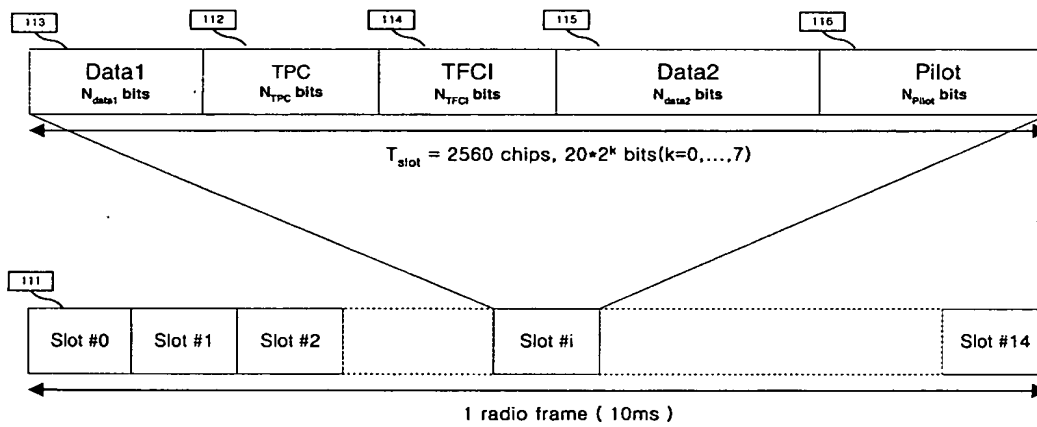 113 112 114 115 116
Data1 TPC TFCI Data2 Pilot
N_data1 bits N_TPC bits N_TFCI bits N_data2 bits N_Pilot bits
T_slot = 2560 chips, 20*2^k bits(k=0,...,7)
111
Slot #0 Slot #1 Slot #2 Slot #i Slot #14
1 radio frame ( 10ms )